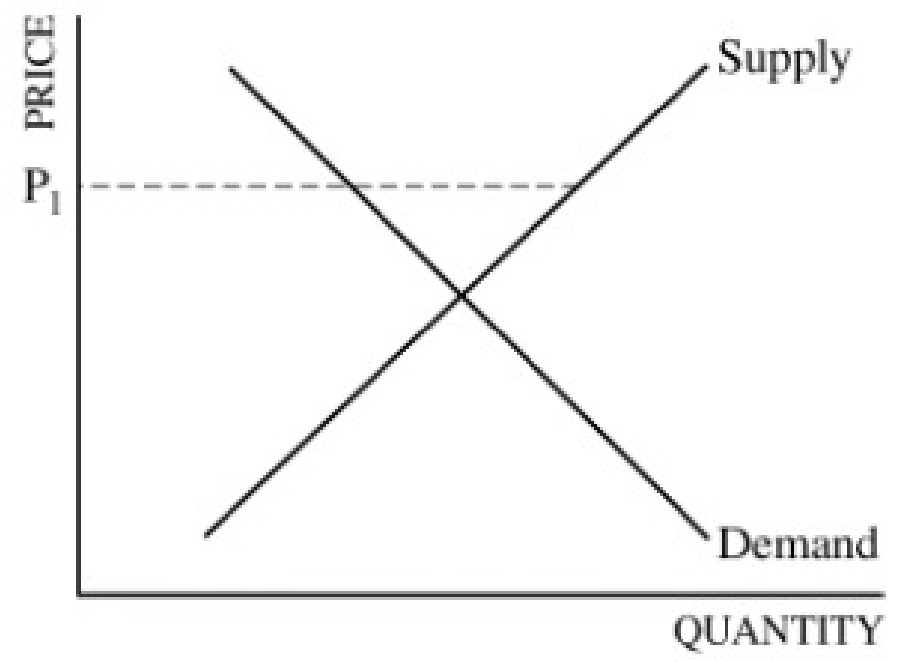 PRICE
Supply
P1
Demand
QUANTITY